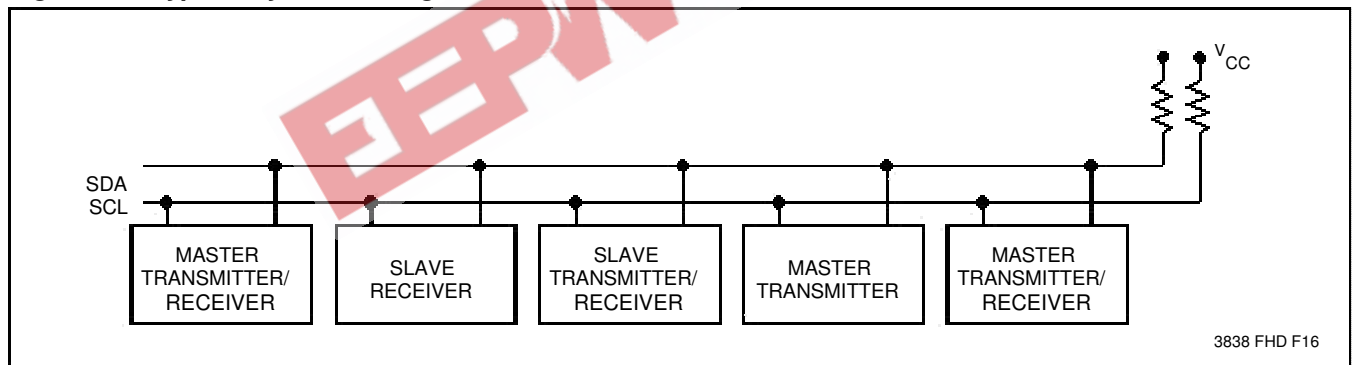 EEPW
V
CC
SDA
SCL
MASTER
TRANSMITTER/
RECEIVER
SLAVE
RECEIVER
SLAVE
TRANSMITTER/
RECEIVER
MASTER
TRANSMITTER
MASTER
TRANSMITTER/
RECEIVER
3838 FHD F16